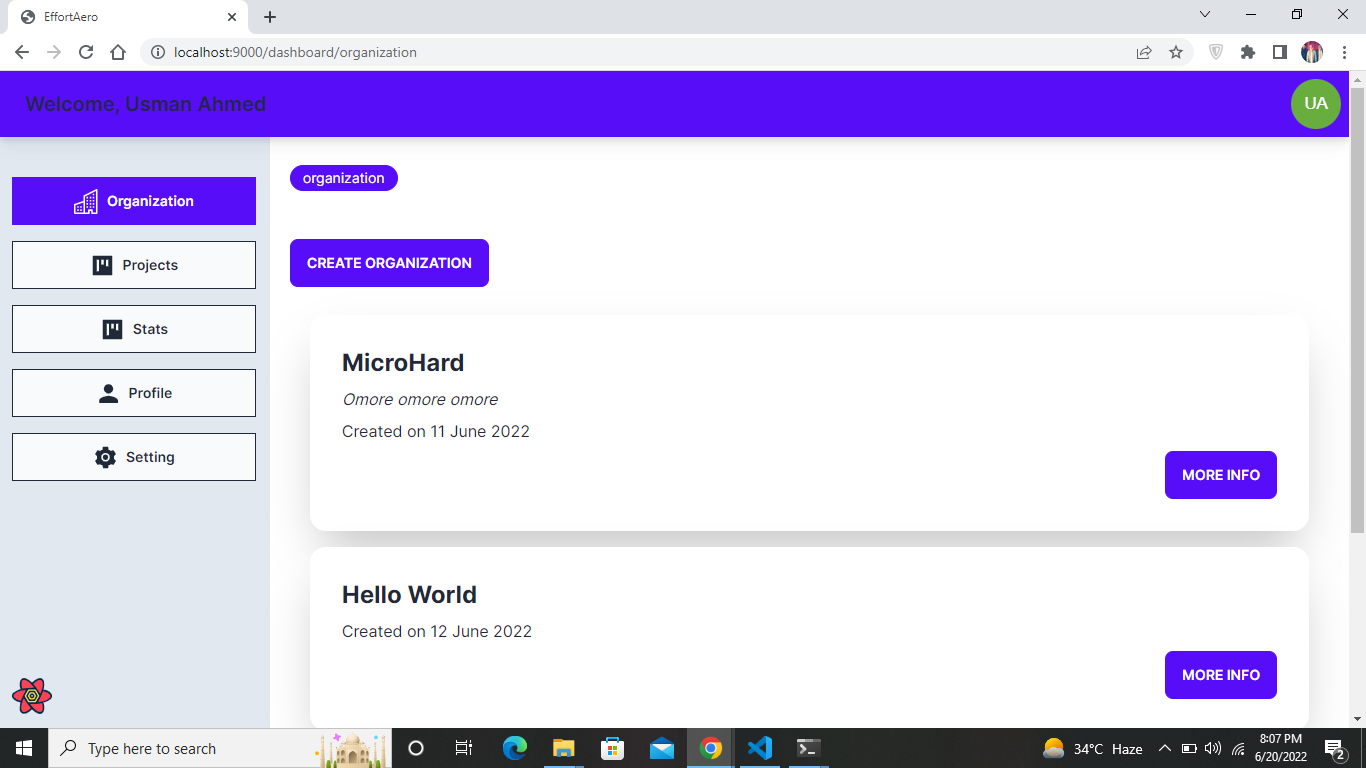 EffortAero
localhost:9000/dashboard/organization
Welcome, Usman Ahmed
UA
Organization
Projects
Stats
Profile
Setting
organization
CREATE ORGANIZATION
MicroHard
Omore omore omore
Created on 11 June 2022
MORE INFO
Hello World
Created on 12 June 2022
MORE INFO
Type here to search
34°C Haze
8:07 PM
6/20/2022
2